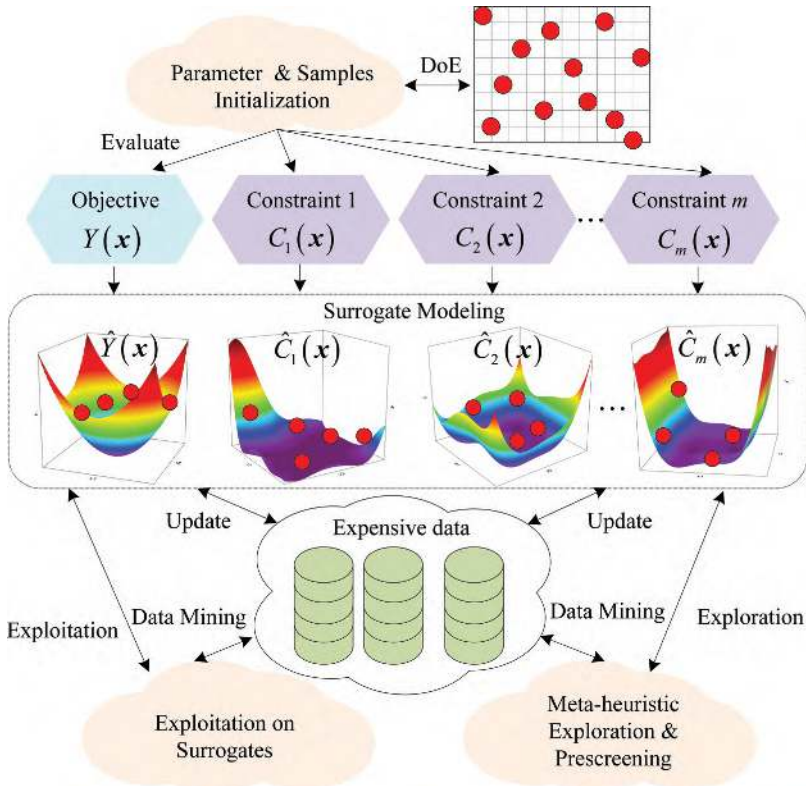 Parameter & Samples
Initialization
DoE
Evaluate
Objective
Y(x)
Constraint 1
C₁(x)
Constraint 2
C₂(x)
...
Constraint m
Cₘ(x)
Surrogate Modeling
Ŷ(x)
Ĉ₁(x)
Ĉ₂(x)
...
Ĉₘ(x)
Update
Expensive data
Update
Exploitation
Data Mining
Data Mining
Exploration
Exploitation on
Surrogates
Meta-heuristic
Exploration &
Prescreening